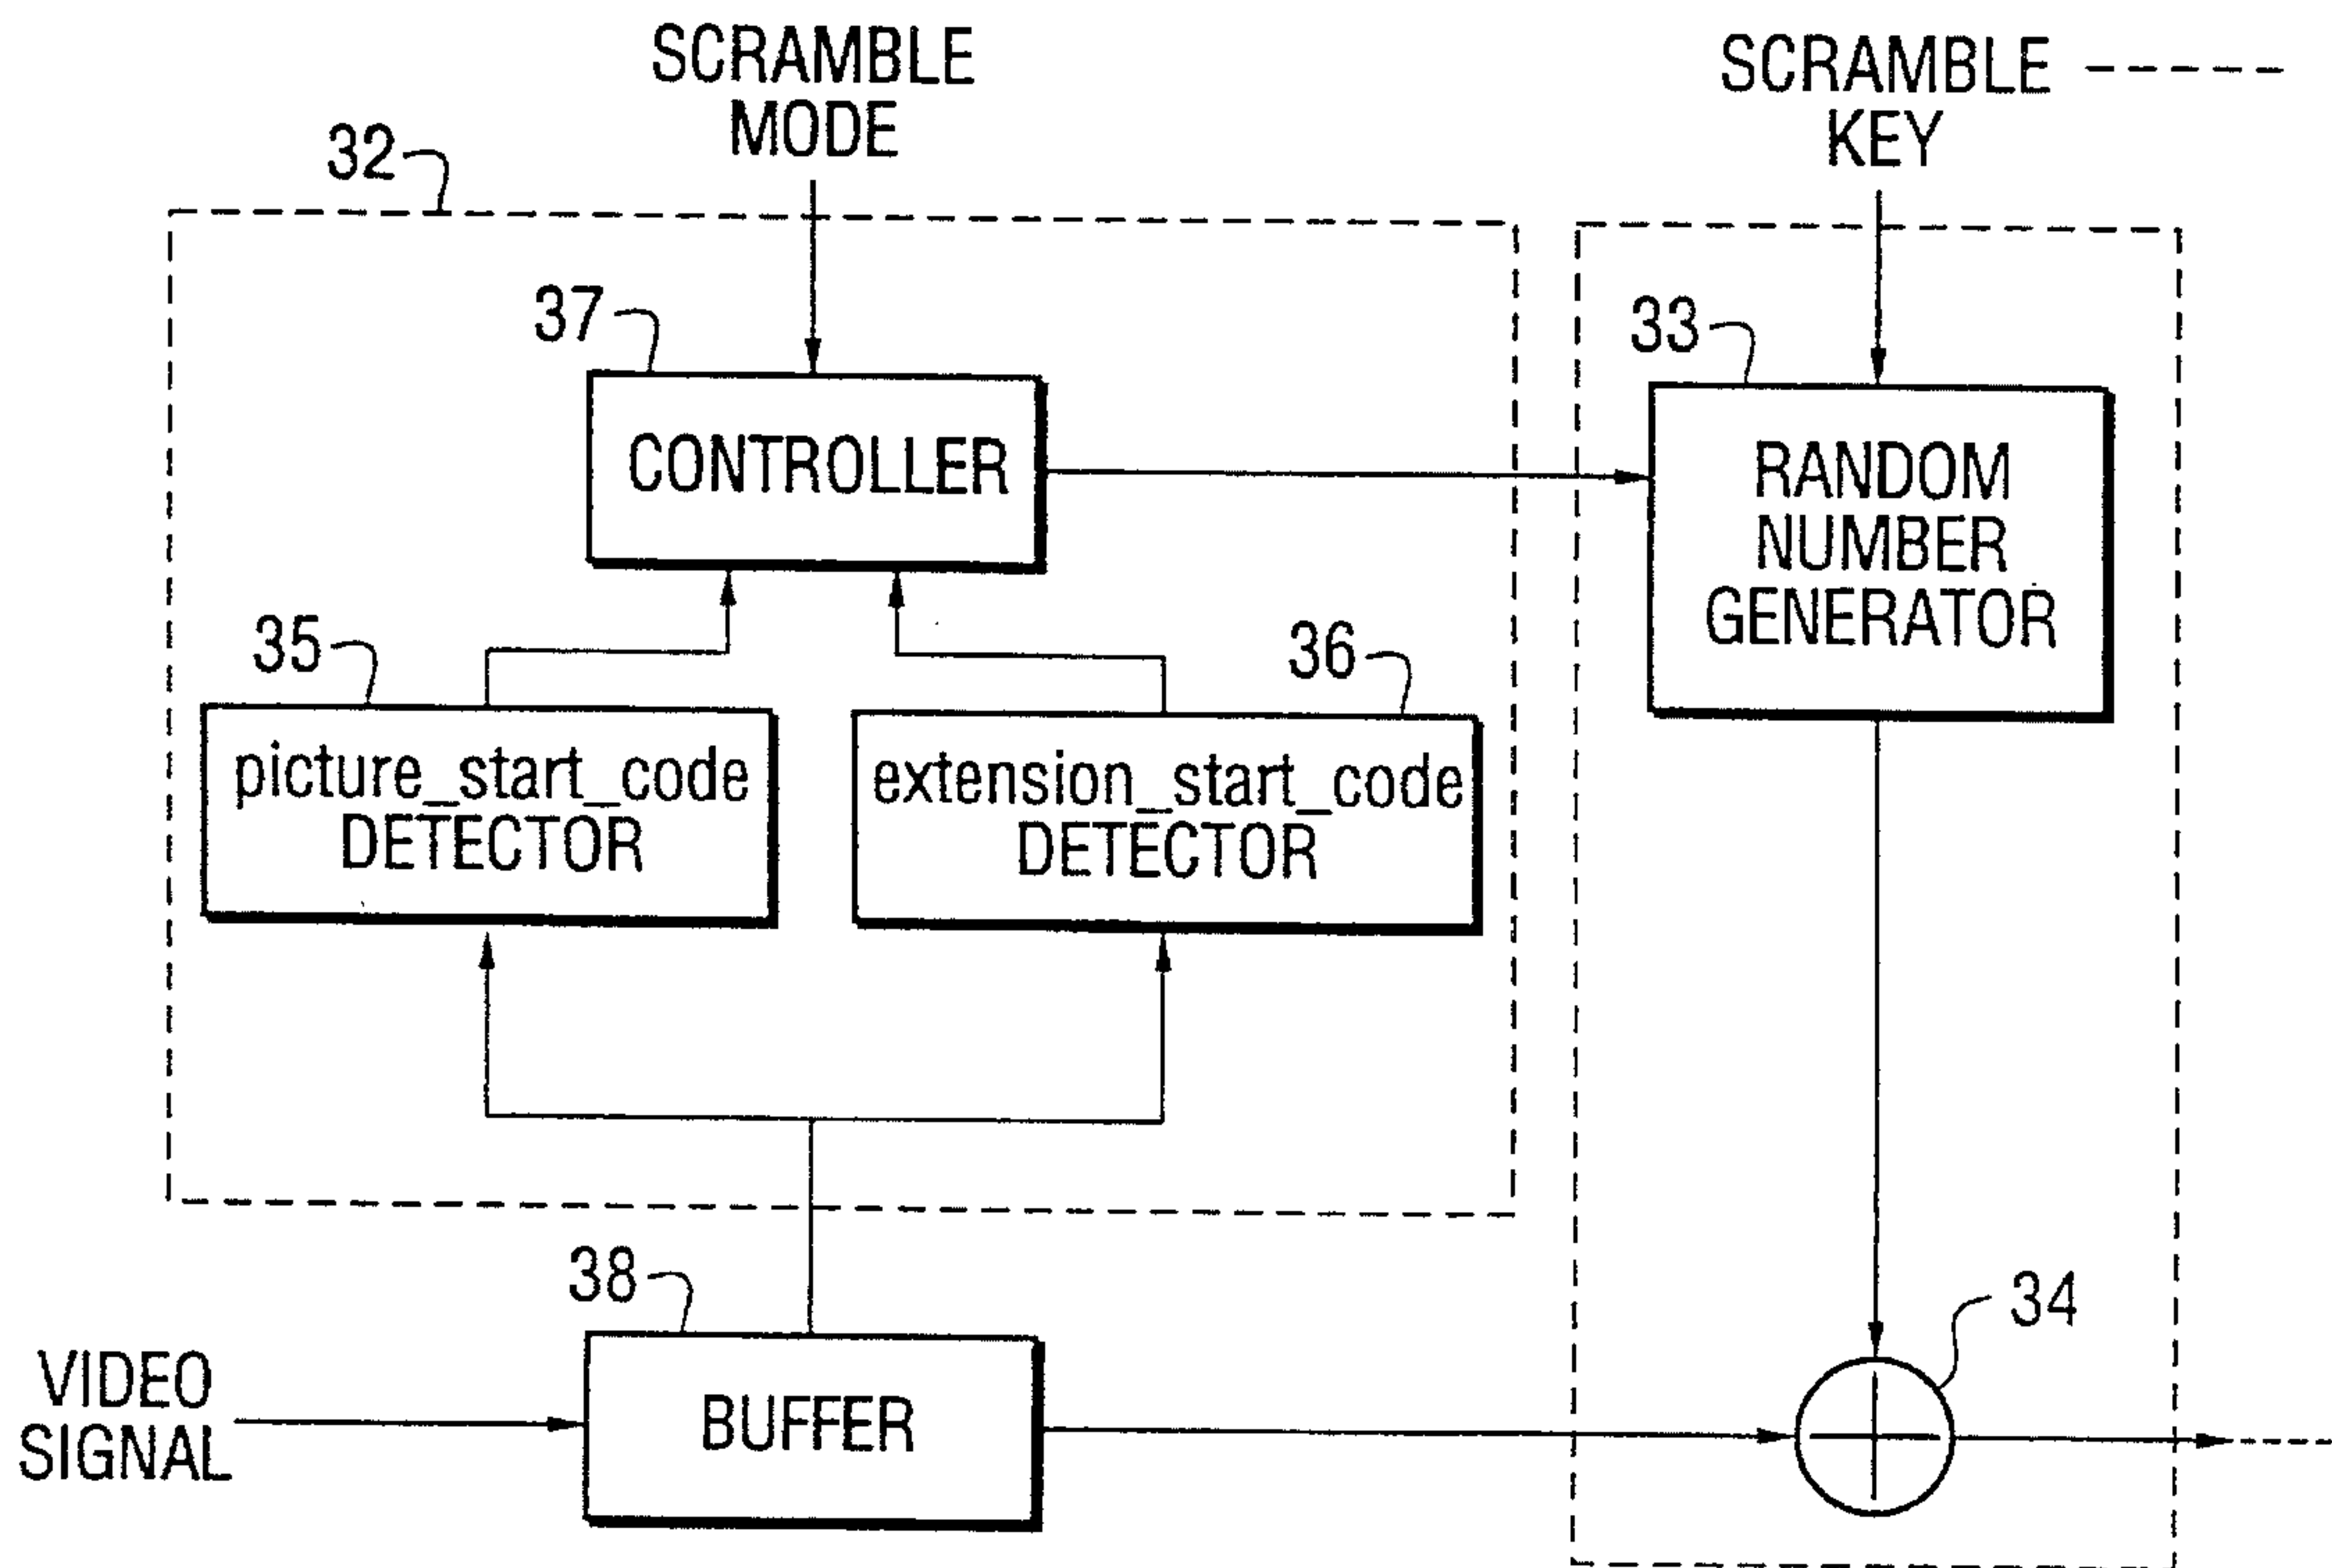 SCRAMBLE
MODE
SCRAMBLE
KEY
32
37
CONTROLLER
33
RANDOM
NUMBER
GENERATOR
35
picture_start_code
DETECTOR
36
extension_start_code
DETECTOR
38
BUFFER
VIDEO
SIGNAL
34